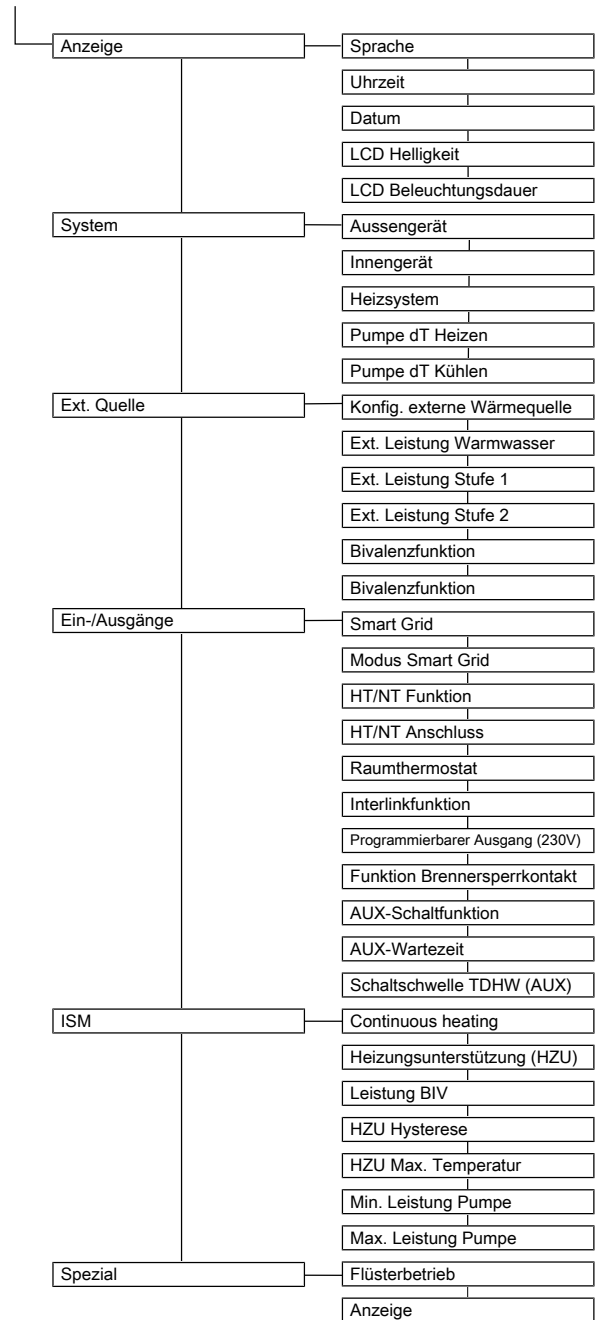 Anzeige
Sprache
Uhrzeit
Datum
LCD Helligkeit
LCD Beleuchtungsdauer
System
Aussengerät
Innengerät
Heizsystem
Pumpe dT Heizen
Pumpe dT Kühlen
Ext. Quelle
Konfig. externe Wärmequelle
Ext. Leistung Warmwasser
Ext. Leistung Stufe 1
Ext. Leistung Stufe 2
Bivalenzfunktion
Bivalenzfunktion
Ein-/Ausgänge
Smart Grid
Modus Smart Grid
HT/NT Funktion
HT/NT Anschluss
Raumthermostat
Interlinkfunktion
Programmierbarer Ausgang (230V)
Funktion Brennersperrkontakt
AUX-Schaltfunktion
AUX-Wartezeit
Schaltschwelle TDHW (AUX)
ISM
Continuous heating
Heizungsunterstützung (HZU)
Leistung BIV
HZU Hysterese
HZU Max. Temperatur
Min. Leistung Pumpe
Max. Leistung Pumpe
Spezial
Flüsterbetrieb
Anzeige